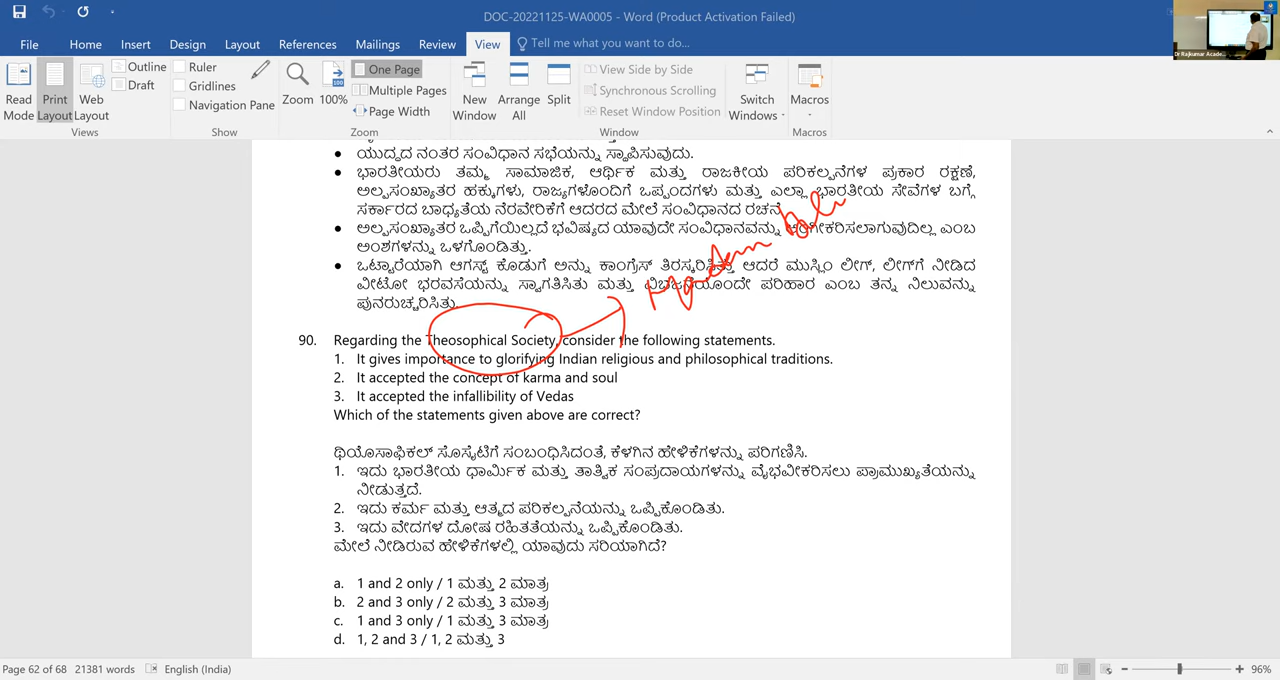 DOC-20221125-WA0005 - Word (Product Activation Failed)
File Home Insert Design Layout References Mailings Review View Tell me what you want to do...
Read Mode
Print Layout
Web Layout
Outline
Draft
Views
Ruler
Gridlines
Navigation Pane
Show
Zoom
100%
One Page
Multiple Pages
Page Width
Zoom
New Window
Arrange All
Split
View Side by Side
Synchronous Scrolling
Reset Window Position
Window
Switch Windows
Macros
Macros
Dr Rajkumar Acade...
• ಯುದ್ಧದ ನಂತರ ಸಂವಿಧಾನ ಸಭೆಯನ್ನು ಸ್ಥಾಪಿಸುವುದು.
• ಭಾರತೀಯರು ತಮ್ಮ ಸಾಮಾಜಿಕ, ಆರ್ಥಿಕ ಮತ್ತು ರಾಜಕೀಯ ಪರಿಕಲ್ಪನೆಗಳ ಪ್ರಕಾರ ರಕ್ಷಣೆ,
ಅಲ್ಪಸಂಖ್ಯಾತರ ಹಕ್ಕುಗಳು, ರಾಜ್ಯಗಳೊಂದಿಗೆ ಒಪ್ಪಂದಗಳು ಮತ್ತು ಎಲ್ಲಾ ಭಾರತೀಯ ಸೇವೆಗಳ ಬಗ್ಗೆ
ಸರ್ಕಾರದ ಬಾಧ್ಯತೆಯ ನೆರವೇರಿಕೆಗೆ ಆದರದ ಮೇಲೆ ಸಂವಿಧಾನದ ರಚನೆ
• ಅಲ್ಪಸಂಖ್ಯಾತರ ಒಪ್ಪಿಗೆಯಿಲ್ಲದೆ ಭವಿಷ್ಯದ ಯಾವುದೇ ಸಂವಿಧಾನವನ್ನು ಅಂಗೀಕರಿಸಲಾಗುವುದಿಲ್ಲ ಎಂಬ
ಅಂಶಗಳನ್ನು ಒಳಗೊಂಡಿತ್ತು.
• ಒಟ್ಟಾರೆಯಾಗಿ ಆಗಸ್ಟ್ ಕೊಡುಗೆ ಅನ್ನು ಕಾಂಗ್ರೆಸ್ ತಿರಸ್ಕರಿಸಿತ್ತು ಆದರೆ ಮುಸ್ಲಿಂ ಲೀಗ್, ಲೀಗ್‌ಗೆ ನೀಡಿದ
ವೀಟೋ ಭರವಸೆಯನ್ನು ಸ್ವಾಗತಿಸಿತು ಮತ್ತು ವಿಭಜನೆಯೊಂದೇ ಪರಿಹಾರ ಎಂಬ ತನ್ನ ನಿಲುವನ್ನು
ಪುನರುಚ್ಚರಿಸಿತು.
90. Regarding the Theosophical Society, consider the following statements.
1. It gives importance to glorifying Indian religious and philosophical traditions.
2. It accepted the concept of karma and soul
3. It accepted the infallibility of Vedas
Which of the statements given above are correct?
ಥಿಯೊಸಾಫಿಕಲ್ ಸೊಸೈಟಿಗೆ ಸಂಬಂಧಿಸಿದಂತೆ, ಕೆಳಗಿನ ಹೇಳಿಕೆಗಳನ್ನು ಪರಿಗಣಿಸಿ.
1. ಇದು ಭಾರತೀಯ ಧಾರ್ಮಿಕ ಮತ್ತು ತಾತ್ವಿಕ ಸಂಪ್ರದಾಯಗಳನ್ನು ವೈಭವೀಕರಿಸಲು ಪ್ರಾಮುಖ್ಯತೆಯನ್ನು
ನೀಡುತ್ತದೆ.
2. ಇದು ಕರ್ಮ ಮತ್ತು ಆತ್ಮದ ಪರಿಕಲ್ಪನೆಯನ್ನು ಒಪ್ಪಿಕೊಂಡಿತು.
3. ಇದು ವೇದಗಳ ದೋಷ ರಹಿತತೆಯನ್ನು ಒಪ್ಪಿಕೊಂಡಿತು.
ಮೇಲೆ ನೀಡಿರುವ ಹೇಳಿಕೆಗಳಲ್ಲಿ ಯಾವುದು ಸರಿಯಾಗಿದೆ?
a. 1 and 2 only / 1 ಮತ್ತು 2 ಮಾತ್ರ
b. 2 and 3 only / 2 ಮತ್ತು 3 ಮಾತ್ರ
c. 1 and 3 only / 1 ಮತ್ತು 3 ಮಾತ್ರ
d. 1, 2 and 3 / 1, 2 ಮತ್ತು 3
Page 62 of 68 21381 words English (India) 96%